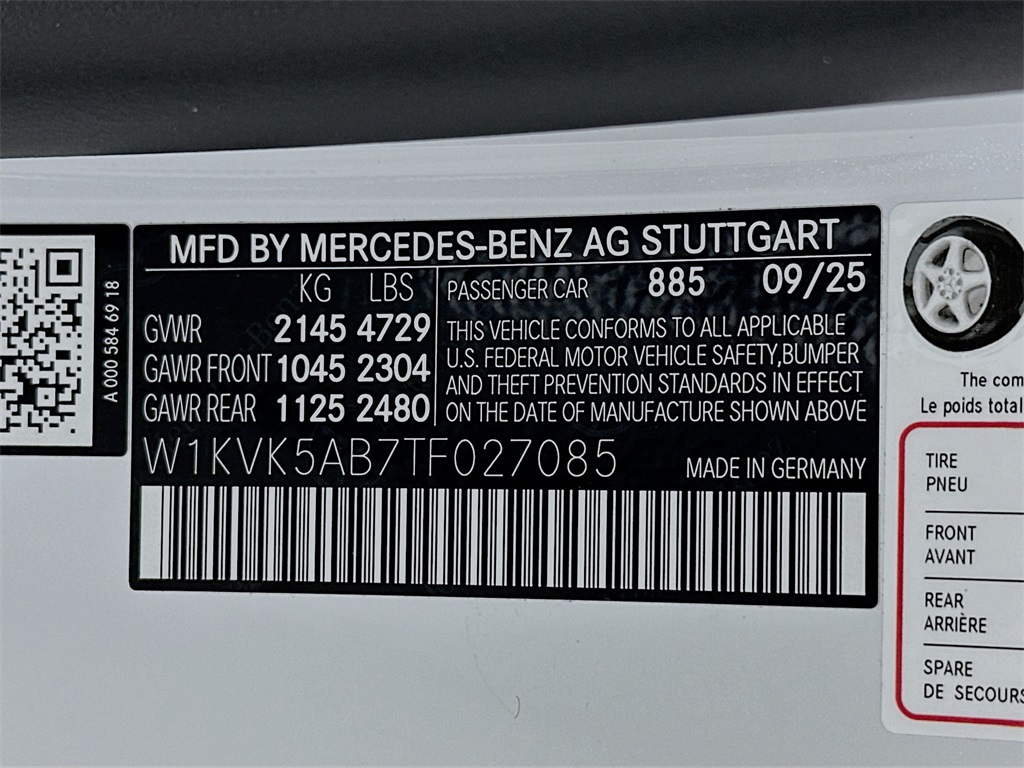 MFD BY MERCEDES-BENZ AG STUTTGART
KG LBS
GVWR 2145 4729
GAWR FRONT 1045 2304
GAWR REAR 1125 2480
PASSENGER CAR 885 09/25
THIS VEHICLE CONFORMS TO ALL APPLICABLE
U.S. FEDERAL MOTOR VEHICLE SAFETY,BUMPER
AND THEFT PREVENTION STANDARDS IN EFFECT
ON THE DATE OF MANUFACTURE SHOWN ABOVE
W1KVK5AB7TF027085
MADE IN GERMANY
A 000 584 69 18
The com
Le poids total
TIRE
PNEU
FRONT
AVANT
REAR
ARRIÈRE
SPARE
DE SECOURS